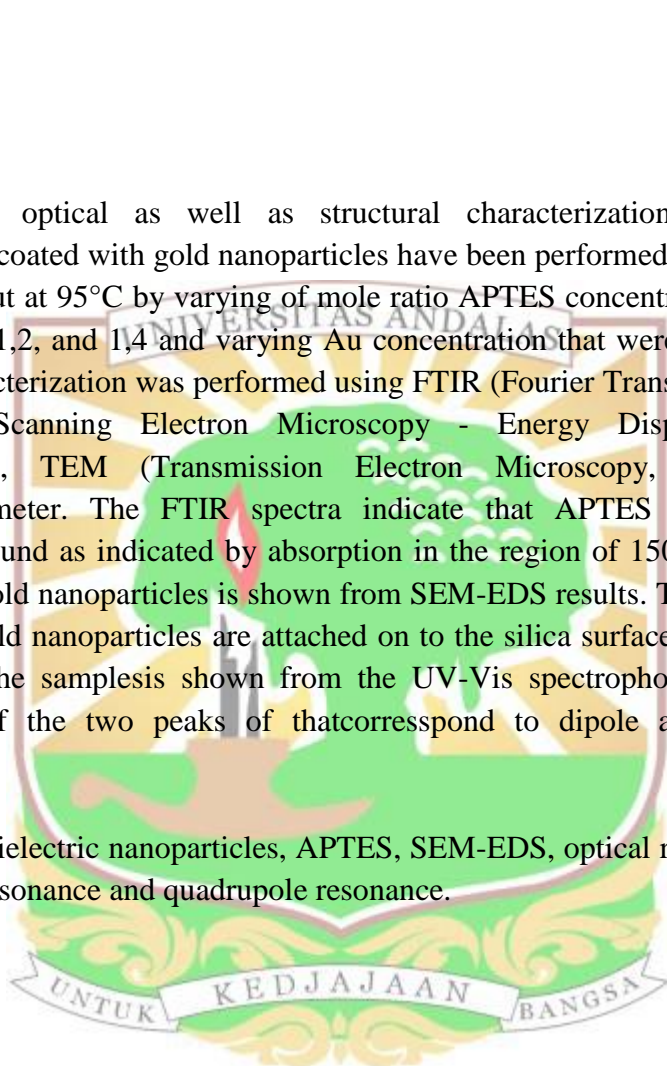 optical as well as structural characterization
coated with gold nanoparticles have been performed
ut at 95°C by varying of mole ratio APTES concentr
UNIVERSITAS ANDALAS
1,2, and 1,4 and varying Au concentration that were
cterization was performed using FTIR (Fourier Trans
Scanning Electron Microscopy - Energy Disp
, TEM (Transmission Electron Microscopy,
meter. The FTIR spectra indicate that APTES
und as indicated by absorption in the region of 150
old nanoparticles is shown from SEM-EDS results. T
ld nanoparticles are attached on to the silica surface
he samplesis shown from the UV-Vis spectropho
f the two peaks of thatcorresspond to dipole a
ielectric nanoparticles, APTES, SEM-EDS, optical r
sonance and quadrupole resonance.
UNTUK KEDJAJAAN BANGSA